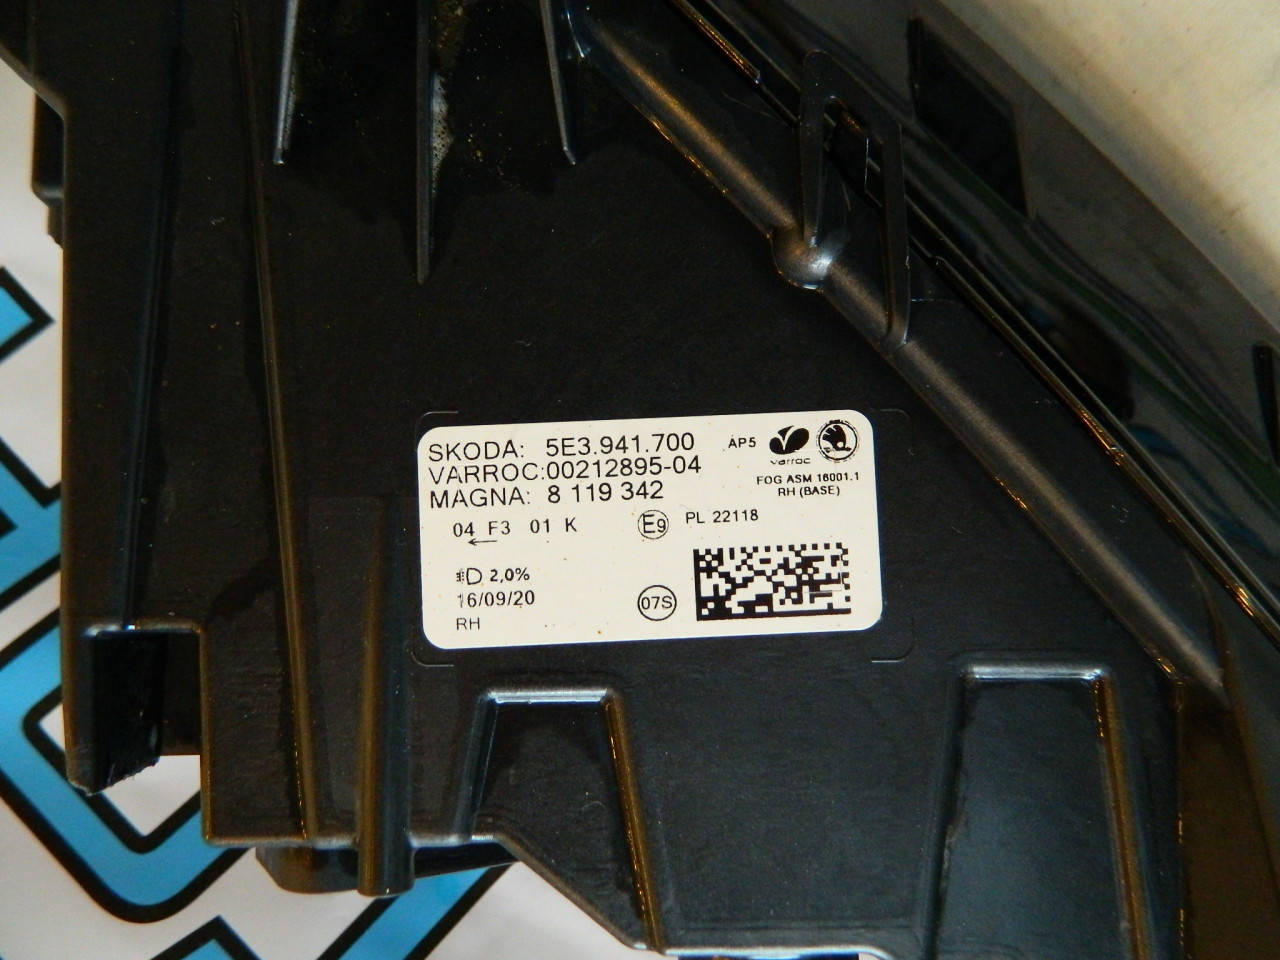 SKODA: 5E3.941.700 AP5
VARROC:00212895-04 varroc
MAGNA: 8 119 342 FOG ASM 16001.1
RH (BASE)
04 F3 01 K E9 PL 22118
2,0%
16/09/20 07S
RH